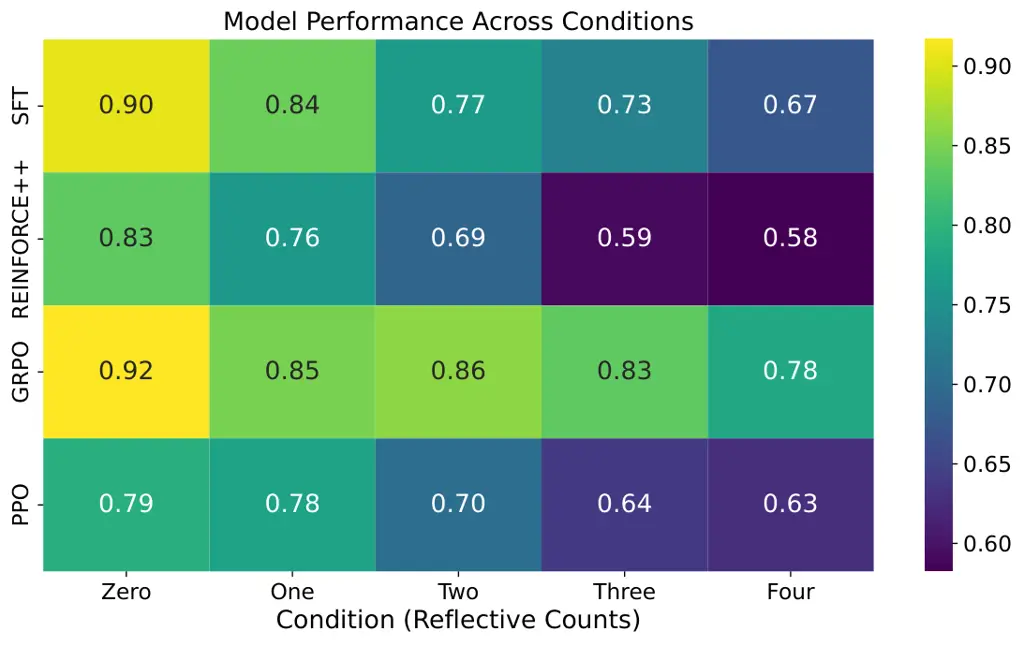 Model Performance Across Conditions
SFT
0.90 0.84 0.77 0.73 0.67
REINFORCE++
0.83 0.76 0.69 0.59 0.58
GRPO
0.92 0.85 0.86 0.83 0.78
PPO
0.79 0.78 0.70 0.64 0.63
Zero One Two Three Four
Condition (Reflective Counts)
0.90
0.85
0.80
0.75
0.70
0.65
0.60